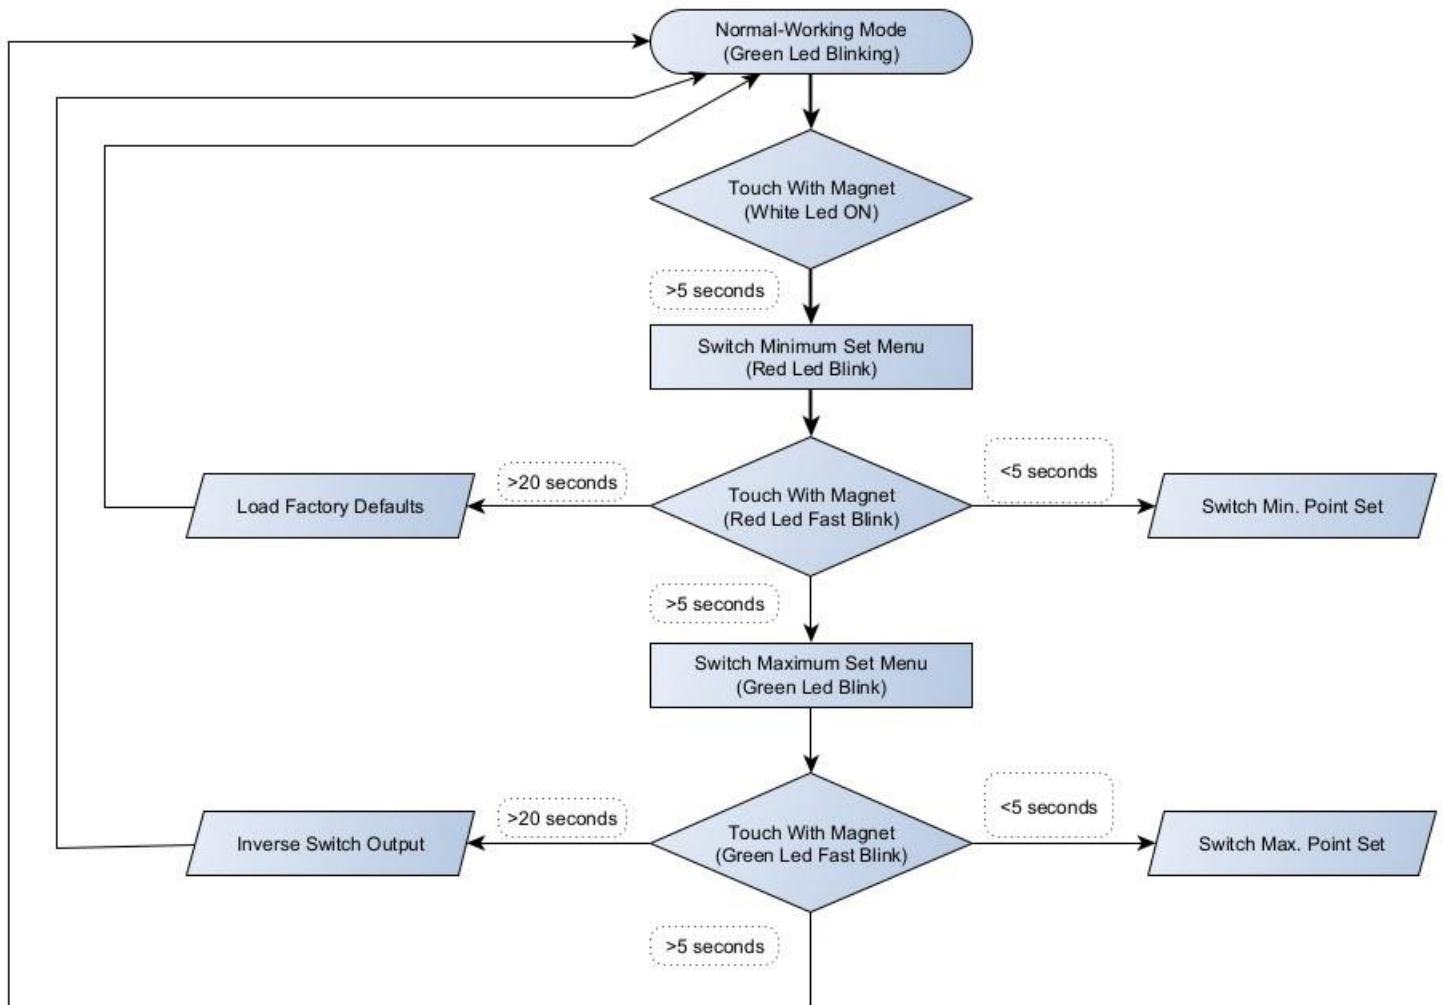 Normal-Working Mode
(Green Led Blinking)
Touch With Magnet
(White Led ON)
>5 seconds
Switch Minimum Set Menu
(Red Led Blink)
<5 seconds
>20 seconds
Touch With Magnet
(Red Led Fast Blink)
Load Factory Defaults
Switch Min. Point Set
>5 seconds
Switch Maximum Set Menu
(Green Led Blink)
<5 seconds
>20 seconds
Touch With Magnet
(Green Led Fast Blink)
Inverse Switch Output
Switch Max. Point Set
>5 seconds